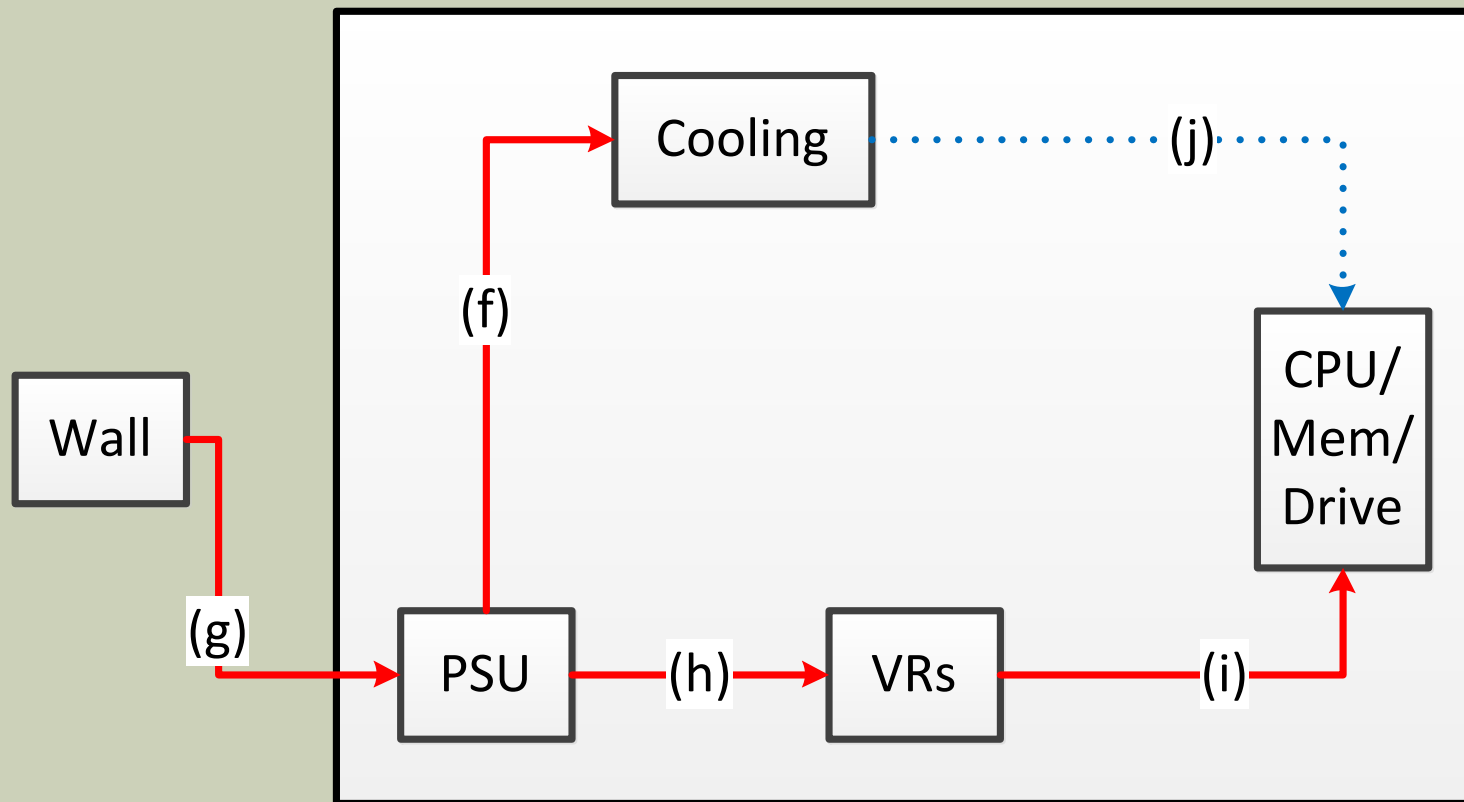 Cooling
(j)
(f)
CPU/
Mem/
Drive
Wall
(g)
PSU
(h)
VRs
(i)